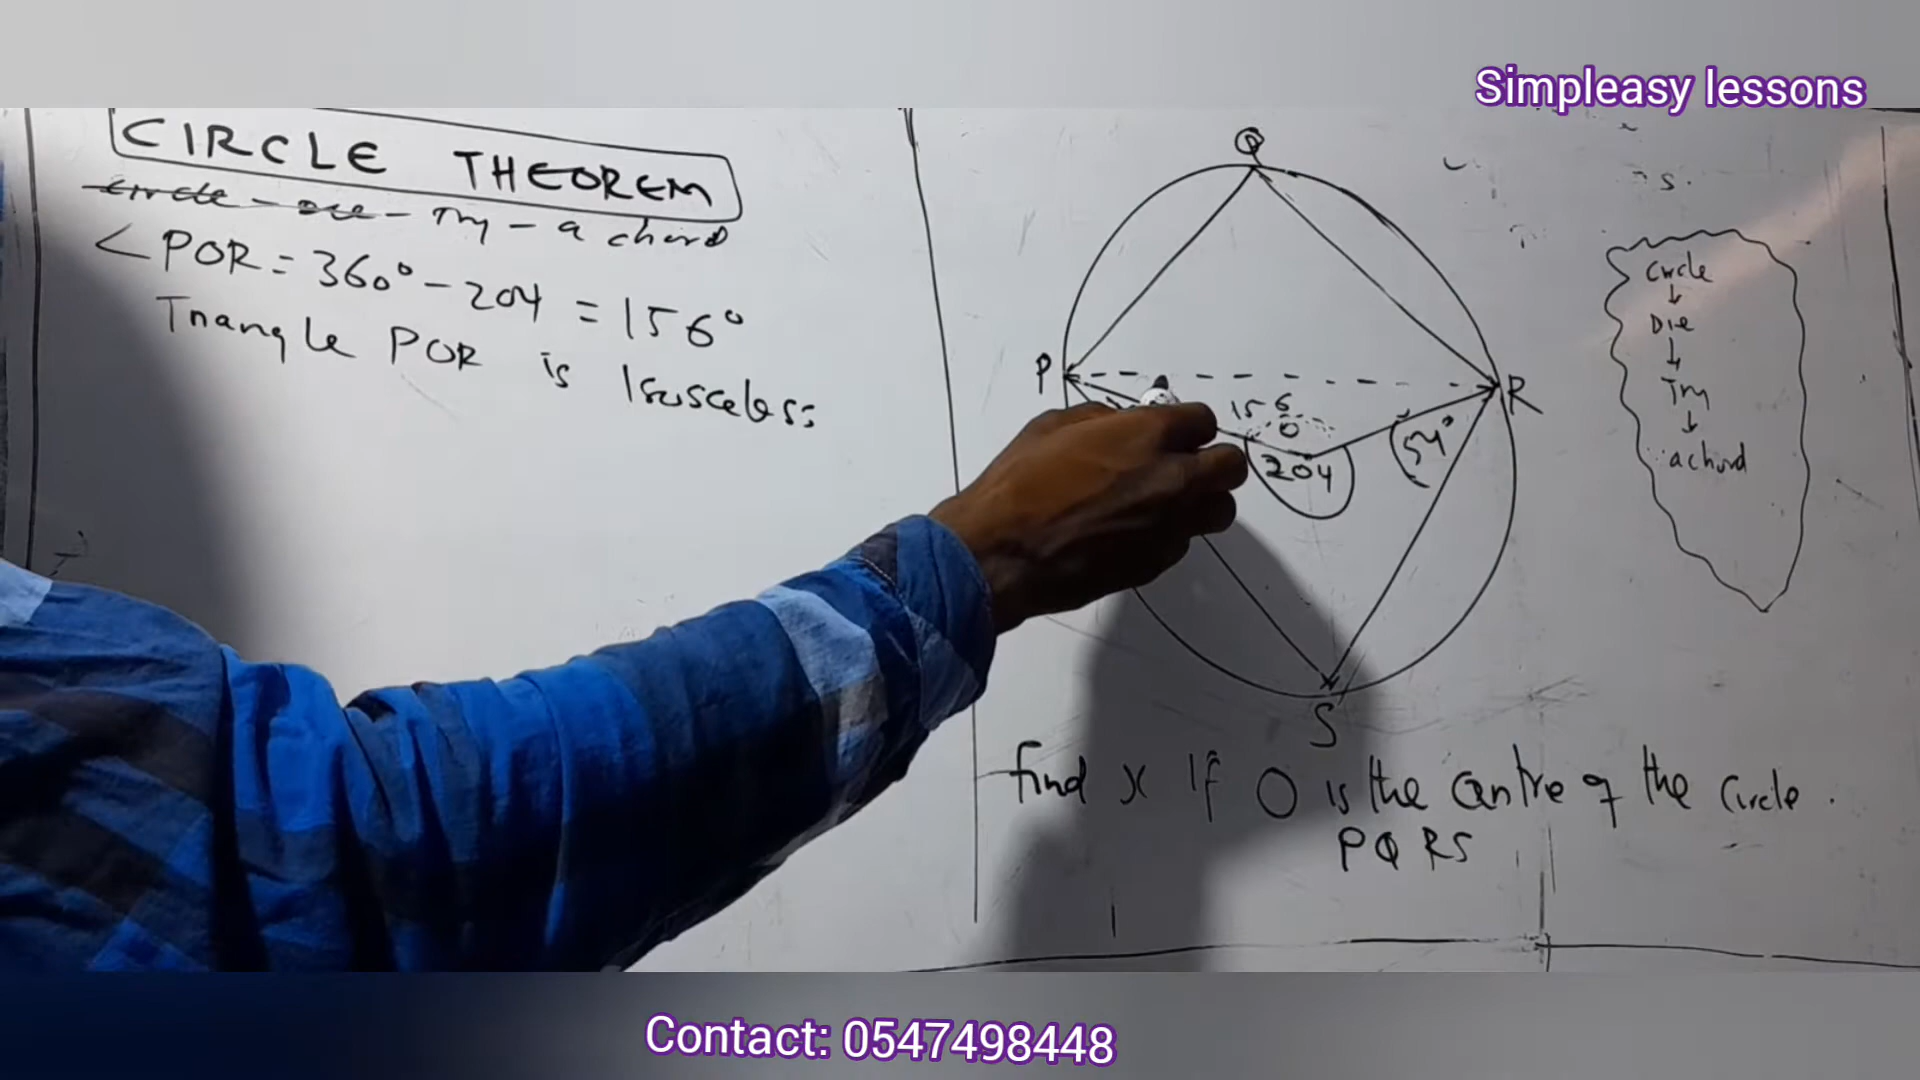 Simpleasy lessons
CIRCLE THEOREM
circle - Die - Try - a chord
<POR = 360° - 204 = 156°
Triangle POR is Isusceless
Q
P
R
156
O
204
54°
S
Circle
↓
Die
↓
Try
↓
a chord
find x If O is the Centre of the Circle.
PQRS
Contact: 0547498448